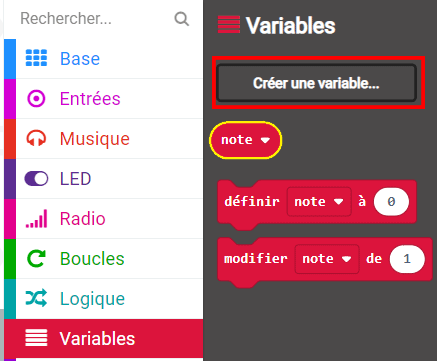 Rechercher...
Base
Entrées
Musique
LED
Radio
Boucles
Logique
Variables
Variables
Créer une variable...
note
définir note à 0
modifier note de 1